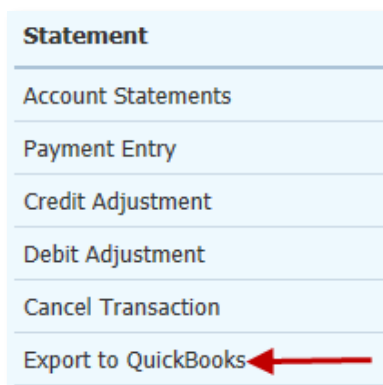 Statement
Account Statements
Payment Entry
Credit Adjustment
Debit Adjustment
Cancel Transaction
Export to QuickBooks